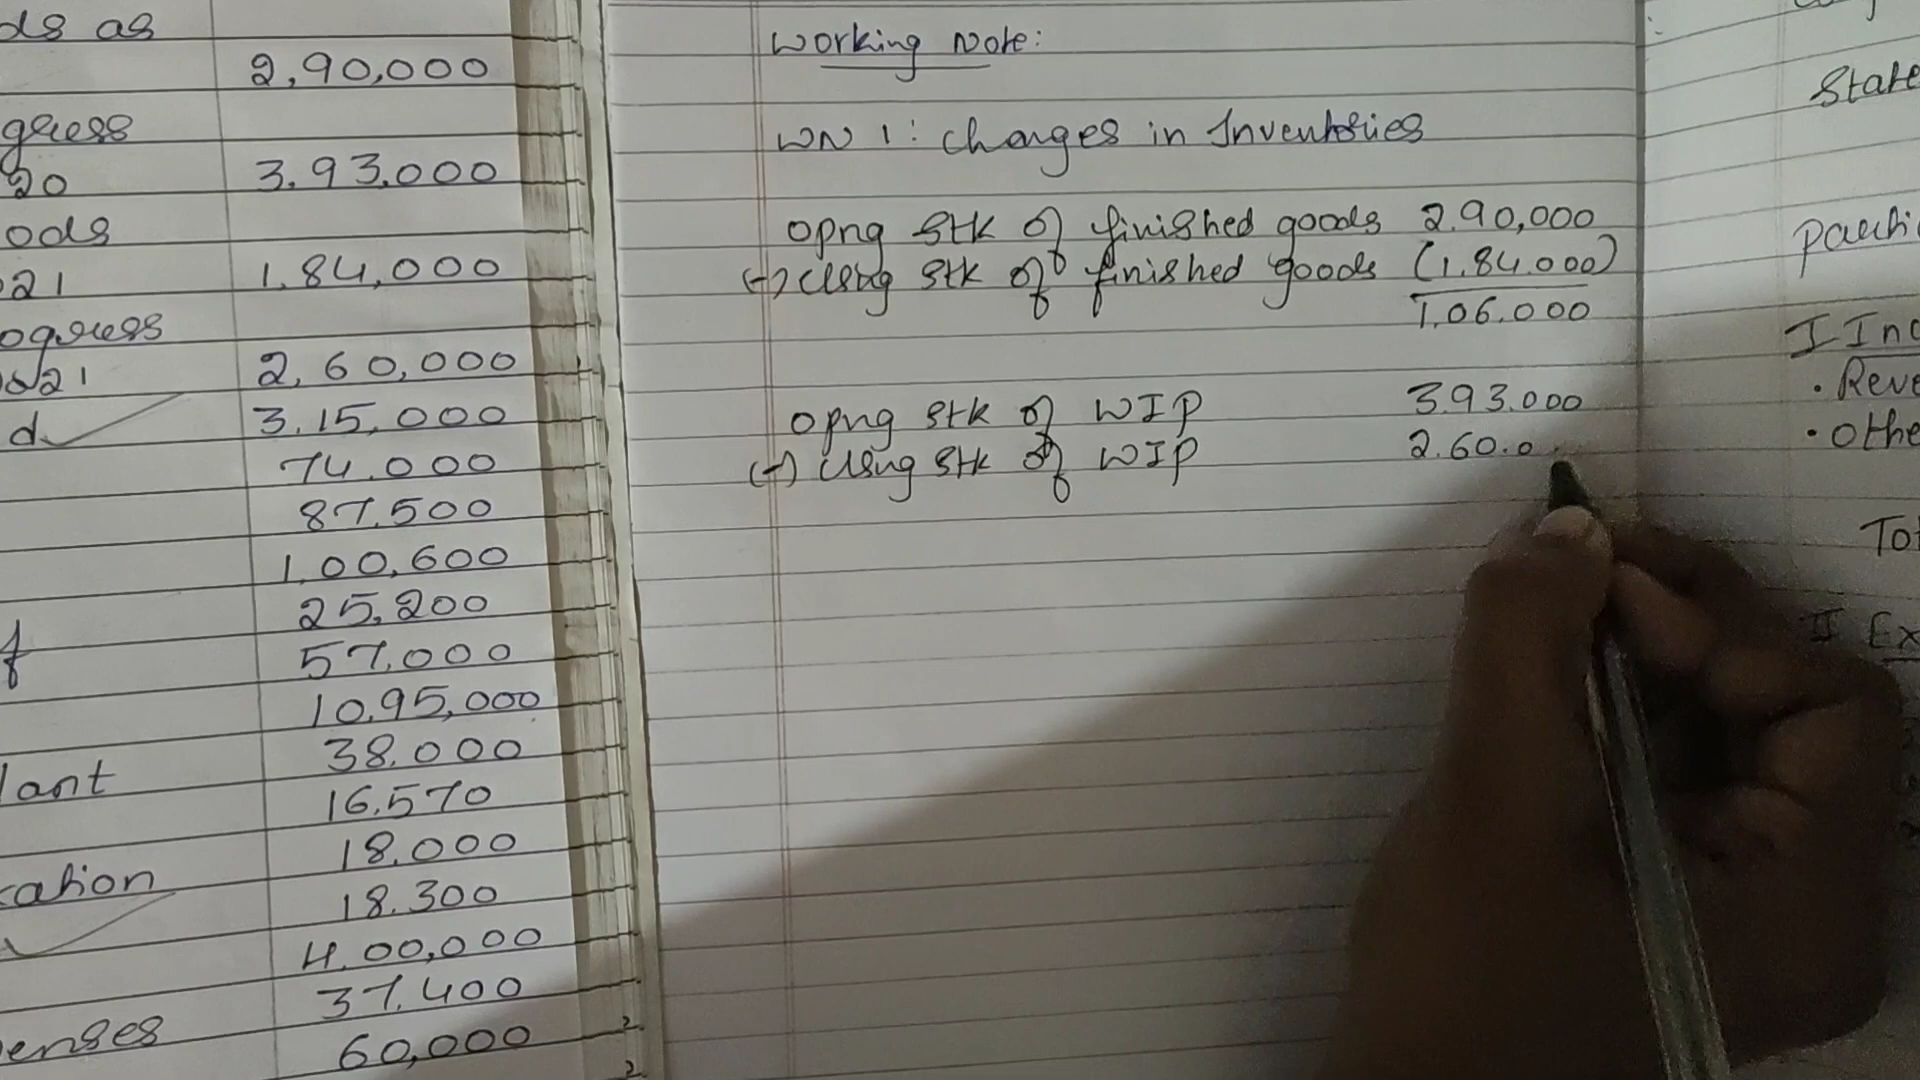 ds as
2,90,000
gress
20 3.93.000
ods
21 1,84,000
ogress
21 2,60,000
d 3,15,000
74.000
87.500
1,00,600
25,200
f 57.000
10,95,000
lant 38.000
16.570
18.000
cation 18.300
4.00,000
37.400
enses 60,000
Working Note:
WN 1: Changes in Inventories
opng stk of finished goods 2.90,000
(-) clsng stk of finished goods (1.84.000)
1.06.000
opng stk of WIP 3.93.000
(-) clsng stk of WIP 2.60.0
State
parti
I Inc
• Reve
• Othe
Tot
II Ex